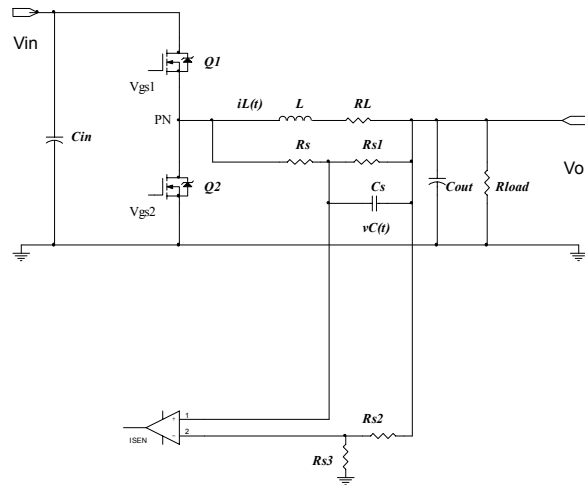 Vin
Q1
Vgs1
iL(t) L RL
PN
Cin
Rs Rs1
Vo
Q2
Cs
Cout Rload
Vgs2
vC(t)
+ 1
- 2
ISEN
Rs2
Rs3